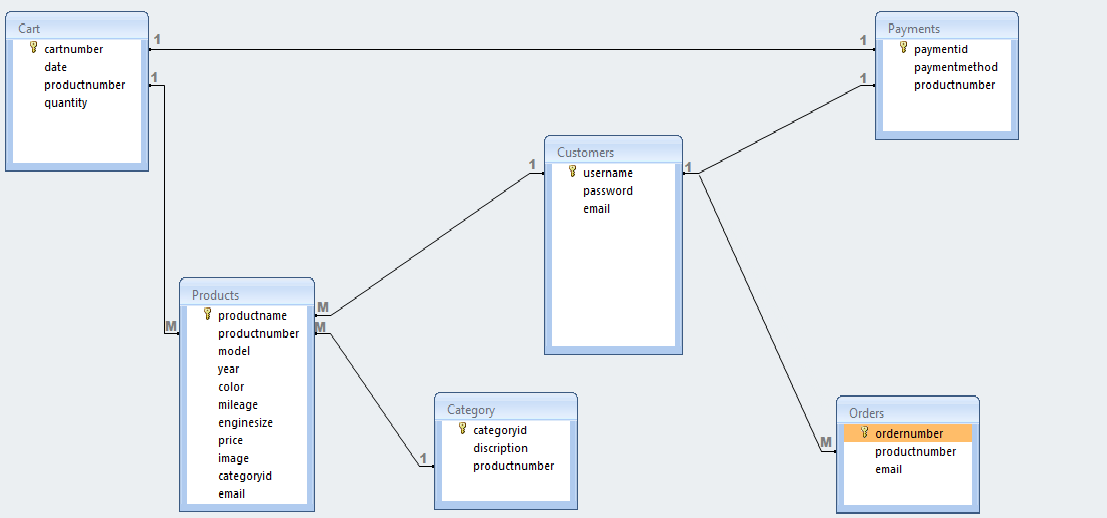 Cart
cartnumber
date
productnumber
quantity
1
1
1
1
Payments
paymentid
paymentmethod
productnumber
Customers
username
password
email
1
1
Products
productname
productnumber
model
year
color
mileage
enginesize
price
image
categoryid
email
M
M
M
Category
categoryid
discription
productnumber
1
Orders
ordernumber
productnumber
email
M